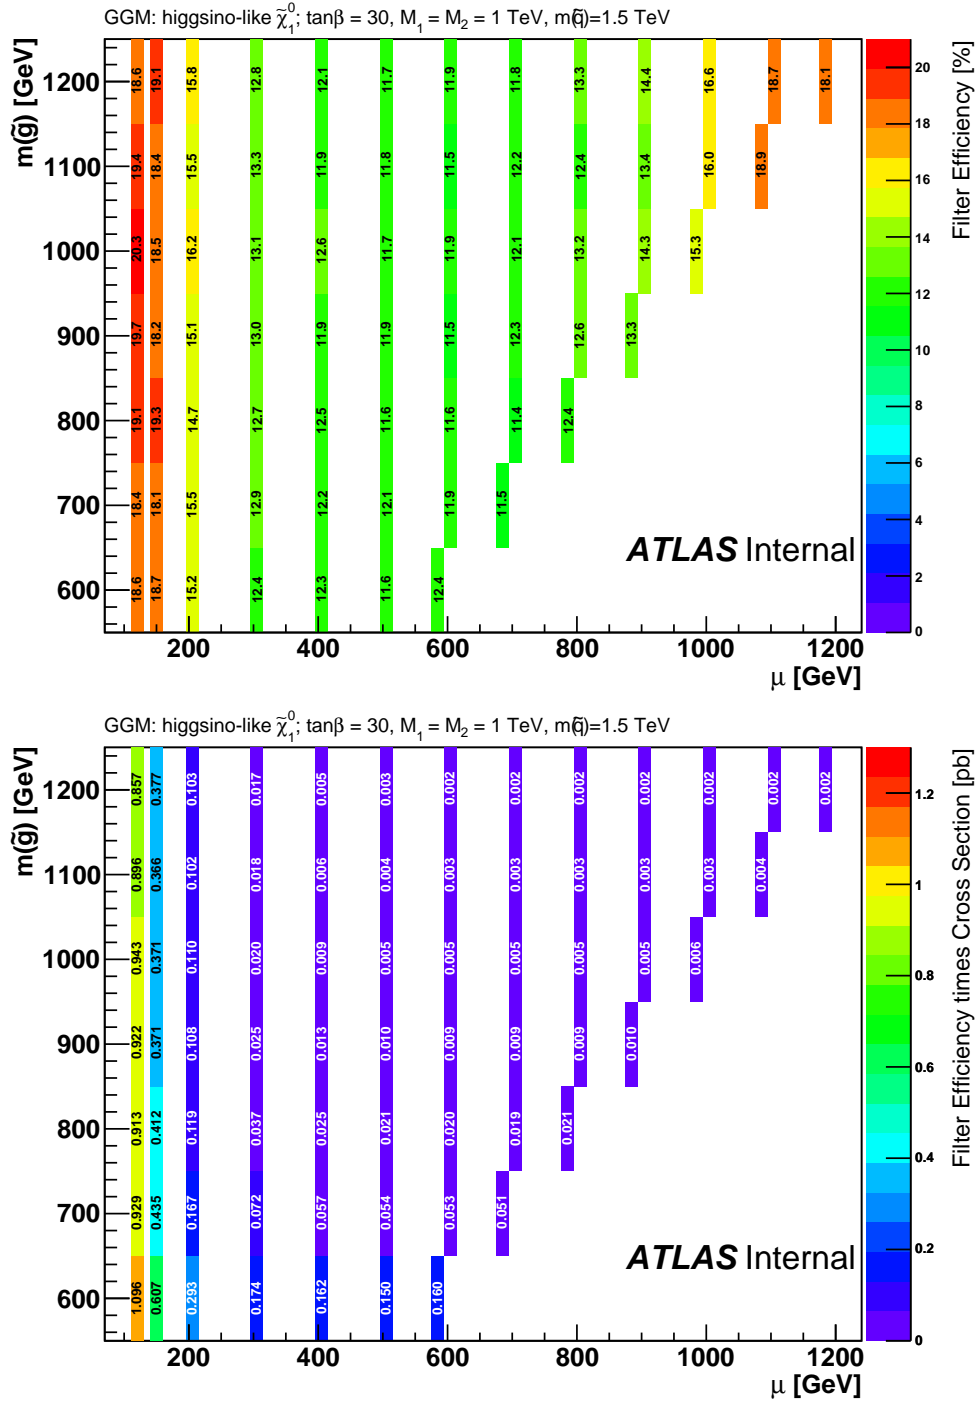 GGM: higgsino-like χ̃₁⁰; tanβ = 30, M₁ = M₂ = 1 TeV, m(q̃)=1.5 TeV
m(g̃) [GeV]
1200
1100
1000
900
800
700
600
18.6 19.1 15.8 12.8 12.1 11.7 11.9 11.8 13.3 14.4 16.6 18.7 18.1
19.4 18.4 15.5 13.3 11.9 11.8 11.5 12.2 12.4 13.4 16.0 18.9
20.3 18.5 16.2 13.1 12.6 11.7 11.9 12.1 13.2 14.3 15.3
19.7 18.2 15.1 13.0 11.9 11.9 11.5 12.3 12.6 13.3
19.1 19.3 14.7 12.7 12.5 11.6 11.6 11.4 12.4
18.4 18.1 15.5 12.9 12.2 12.1 11.9 11.5
18.6 18.7 15.2 12.4 12.3 11.6 12.4
ATLAS Internal
200 400 600 800 1000 1200
μ [GeV]
20
18
16
14
12
10
8
6
4
2
0
Filter Efficiency [%]
GGM: higgsino-like χ̃₁⁰; tanβ = 30, M₁ = M₂ = 1 TeV, m(q̃)=1.5 TeV
m(g̃) [GeV]
1200
1100
1000
900
800
700
600
0.857 0.377 0.103 0.017 0.005 0.003 0.002 0.002 0.002 0.002 0.002 0.002 0.002
0.896 0.366 0.102 0.018 0.006 0.004 0.003 0.003 0.003 0.003 0.003 0.004
0.943 0.371 0.110 0.020 0.009 0.005 0.005 0.005 0.005 0.005 0.006
0.922 0.371 0.108 0.025 0.013 0.010 0.009 0.009 0.009 0.010
0.913 0.412 0.119 0.037 0.025 0.021 0.020 0.019 0.021
0.929 0.435 0.167 0.072 0.057 0.054 0.053 0.051
1.096 0.607 0.293 0.174 0.162 0.150 0.160
ATLAS Internal
200 400 600 800 1000 1200
μ [GeV]
1.2
1
0.8
0.6
0.4
0.2
0
Filter Efficiency times Cross Section [pb]